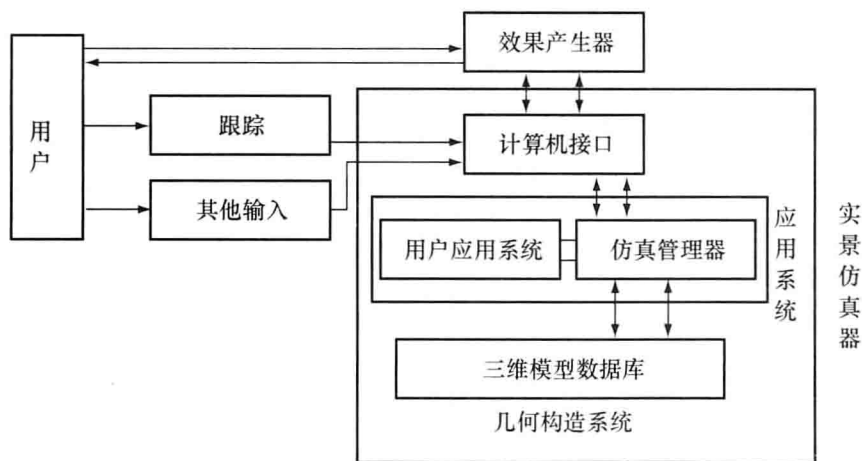 效果产生器
用户
跟踪
计算机接口
其他输入
用户应用系统
仿真管理器
应用系统
实景仿真器
三维模型数据库
几何构造系统